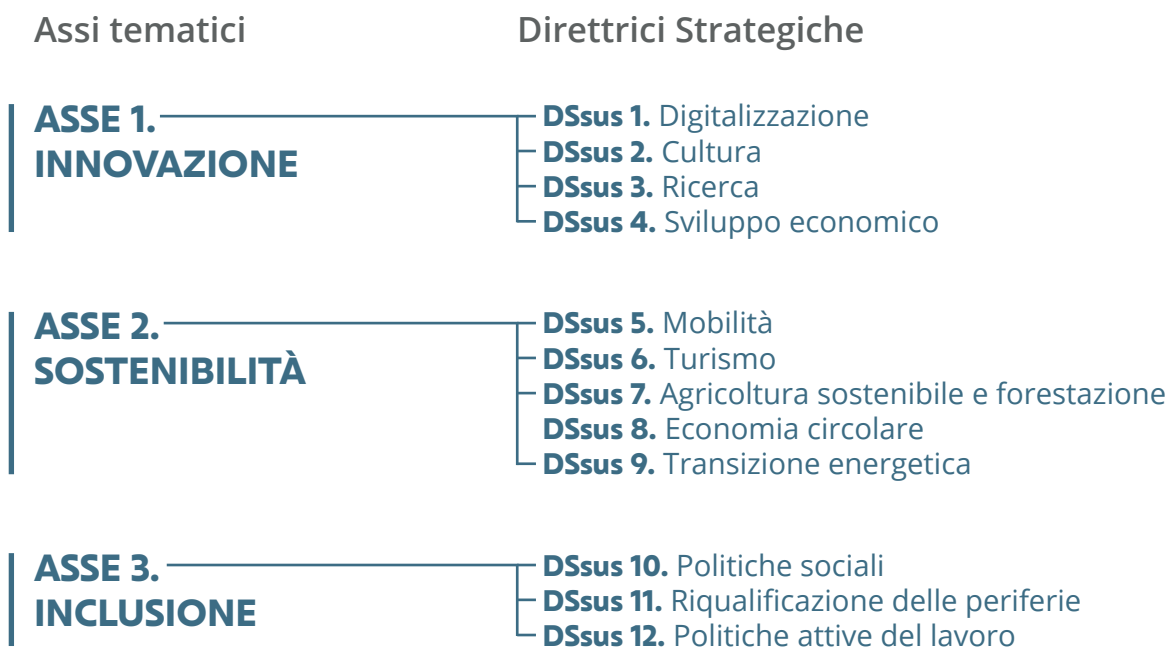 Assi tematici
Direttrici Strategiche
ASSE 1.
INNOVAZIONE
DSsus 1. Digitalizzazione
DSsus 2. Cultura
DSsus 3. Ricerca
DSsus 4. Sviluppo economico
ASSE 2.
SOSTENIBILITÀ
DSsus 5. Mobilità
DSsus 6. Turismo
DSsus 7. Agricoltura sostenibile e forestazione
DSsus 8. Economia circolare
DSsus 9. Transizione energetica
ASSE 3.
INCLUSIONE
DSsus 10. Politiche sociali
DSsus 11. Riqualificazione delle periferie
DSsus 12. Politiche attive del lavoro